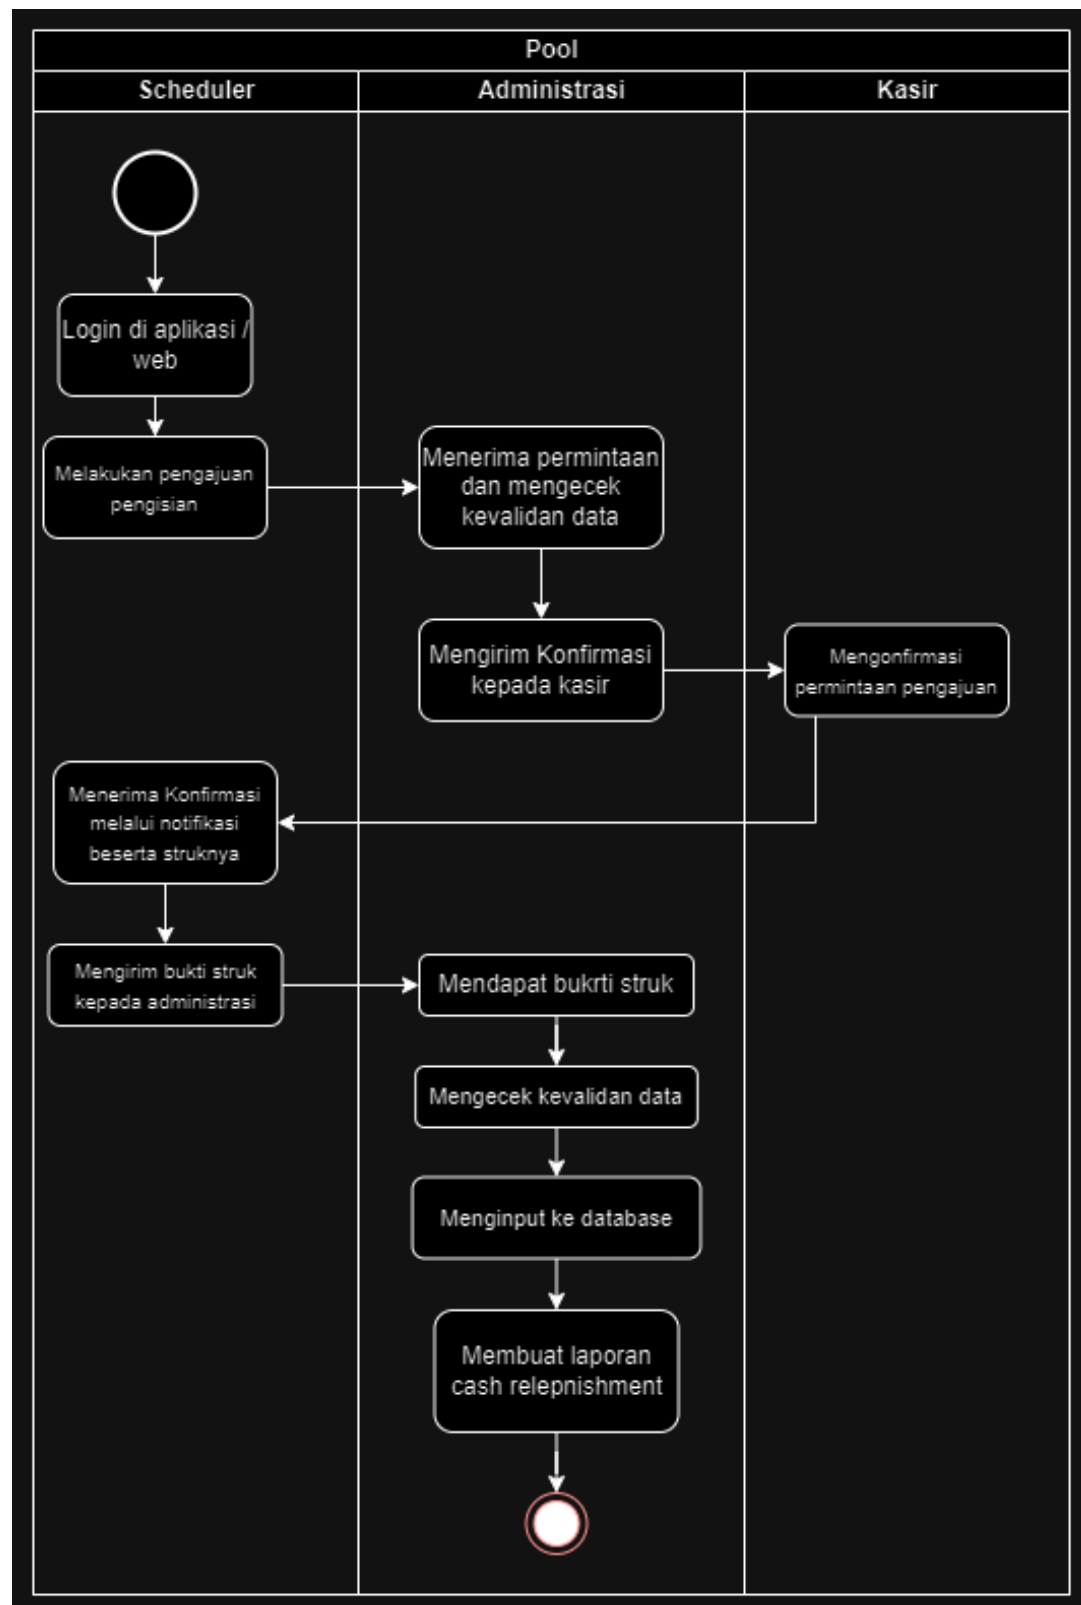 Pool
Scheduler
Administrasi
Kasir
Login di aplikasi /
web
Melakukan pengajuan
pengisian
Menerima permintaan
dan mengecek
kevalidan data
Mengirim Konfirmasi
kepada kasir
Mengonfirmasi
permintaan pengajuan
Menerima Konfirmasi
melalui notifikasi
beserta struknya
Mengirim bukti struk
kepada administrasi
Mendapat bukrti struk
Mengecek kevalidan data
Menginput ke database
Membuat laporan
cash relepnishment